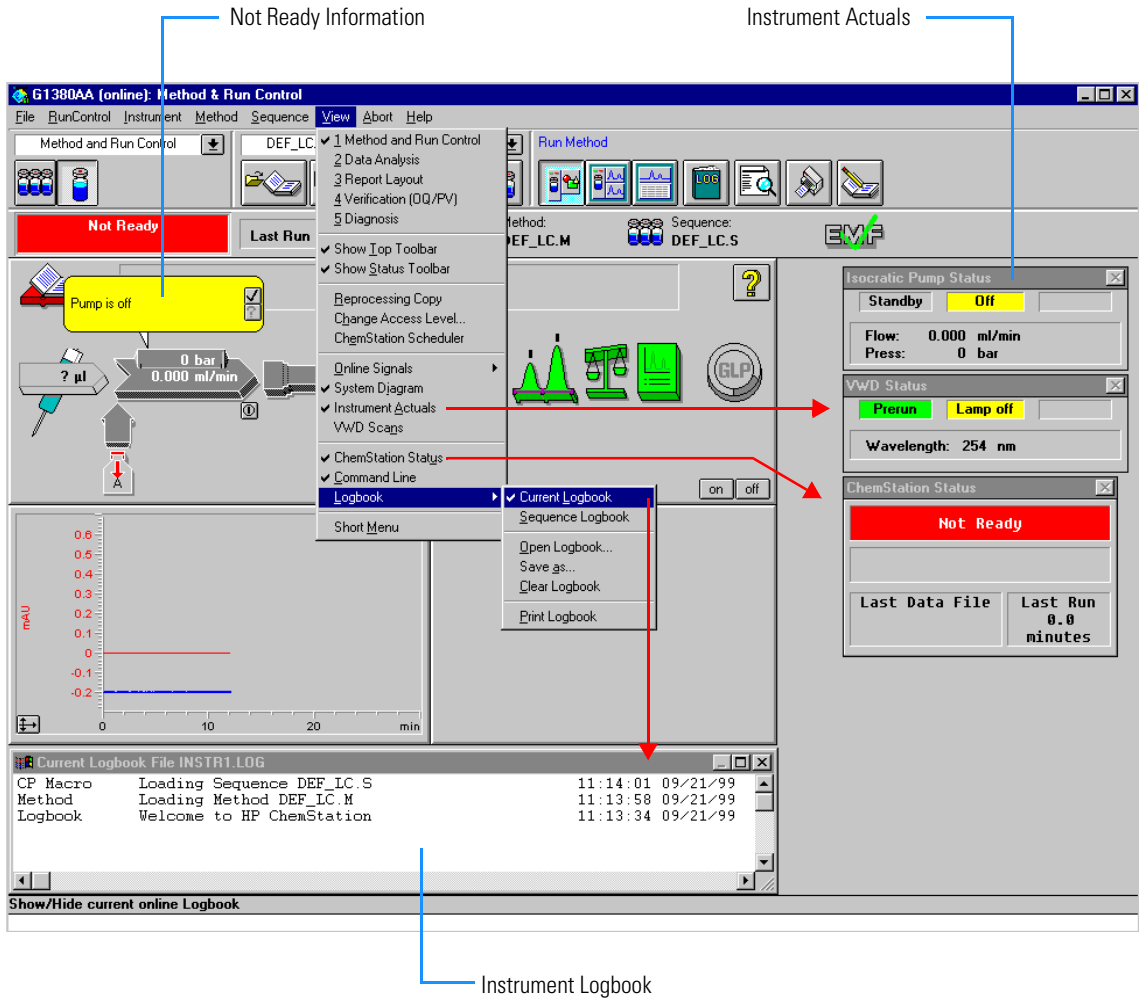 Not Ready Information
Instrument Actuals
G1380AA (online): Method & Run Control
File RunControl Instrument Method Sequence View Abort Help
Method and Run Control
DEF_LC.
Run Method
1 Method and Run Control
2 Data Analysis
3 Report Layout
4 Verification (OQ/PV)
5 Diagnosis
Show Top Toolbar
Show Status Toolbar
Reprocessing Copy
Change Access Level...
ChemStation Scheduler
Online Signals
System Diagram
Instrument Actuals
VWD Scans
ChemStation Status
Command Line
Logbook
Short Menu
Current Logbook
Sequence Logbook
Open Logbook...
Save as...
Clear Logbook
Print Logbook
LOG
Not Ready
Last Run
Method:
DEF_LC.M
Sequence:
DEF_LC.S
EMF
Pump is off
?
?
? µl
0 bar
0.000 ml/min
A
GLP
on off
Isocratic Pump Status
Standby Off
Flow: 0.000 ml/min
Press: 0 bar
VWD Status
Prerun Lamp off
Wavelength: 254 nm
ChemStation Status
Not Ready
Last Data File
Last Run
0.0
minutes
mAU
0.6
0.5
0.4
0.3
0.2
0.1
0
-0.1
-0.2
0 10 20 min
Current Logbook File INSTR1.LOG
CP Macro Loading Sequence DEF_LC.S 11:14:01 09/21/99
Method Loading Method DEF_LC.M 11:13:58 09/21/99
Logbook Welcome to HP ChemStation 11:13:34 09/21/99
Show/Hide current online Logbook
Instrument Logbook